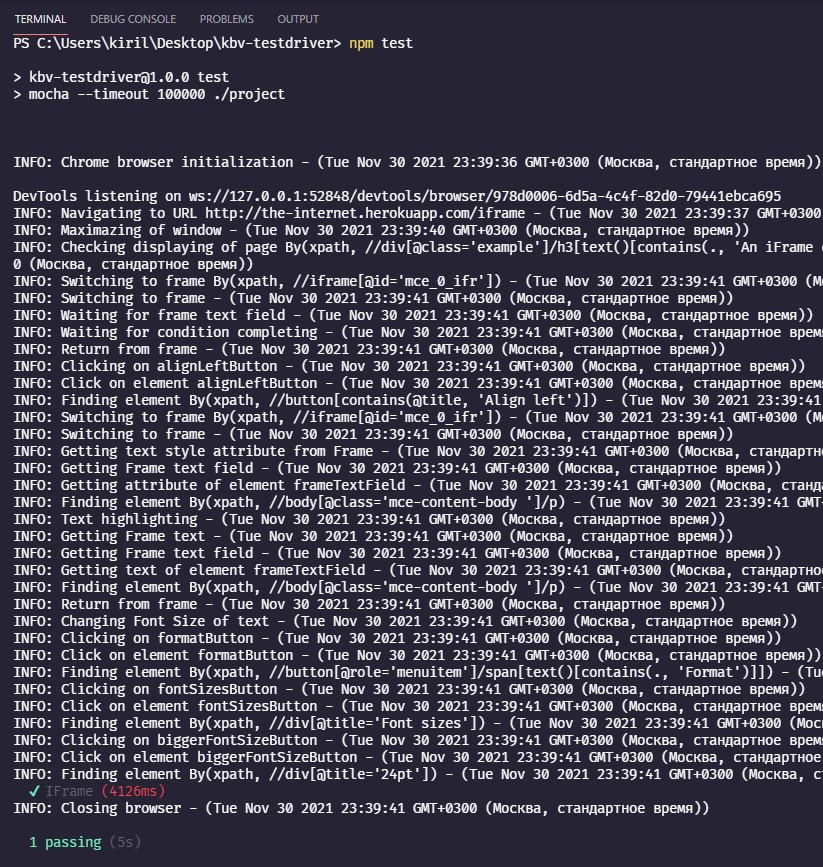 TERMINAL DEBUG CONSOLE PROBLEMS OUTPUT
PS C:\Users\kiril\Desktop\kbv-testdriver> npm test
> kbv-testdriver@1.0.0 test
> mocha --timeout 100000 ./project
INFO: Chrome browser initialization - (Tue Nov 30 2021 23:39:36 GMT+0300 (Москва, стандартное время))
DevTools listening on ws://127.0.0.1:52848/devtools/browser/978d0006-6d5a-4c4f-82d0-79441ebca695
INFO: Navigating to URL http://the-internet.herokuapp.com/iframe - (Tue Nov 30 2021 23:39:37 GMT+0300
INFO: Maximazing of window - (Tue Nov 30 2021 23:39:40 GMT+0300 (Москва, стандартное время))
INFO: Checking displaying of page By(xpath, //div[@class='example']/h3[text()[contains(., 'An iFrame
0 (Москва, стандартное время))
INFO: Switching to frame By(xpath, //iframe[@id='mce_0_ifr']) - (Tue Nov 30 2021 23:39:41 GMT+0300 (М
INFO: Switching to frame - (Tue Nov 30 2021 23:39:41 GMT+0300 (Москва, стандартное время))
INFO: Waiting for frame text field - (Tue Nov 30 2021 23:39:41 GMT+0300 (Москва, стандартное время))
INFO: Waiting for condition completing - (Tue Nov 30 2021 23:39:41 GMT+0300 (Москва, стандартное врем
INFO: Return from frame - (Tue Nov 30 2021 23:39:41 GMT+0300 (Москва, стандартное время))
INFO: Clicking on alignLeftButton - (Tue Nov 30 2021 23:39:41 GMT+0300 (Москва, стандартное время))
INFO: Click on element alignLeftButton - (Tue Nov 30 2021 23:39:41 GMT+0300 (Москва, стандартное врем
INFO: Finding element By(xpath, //button[contains(@title, 'Align left')]) - (Tue Nov 30 2021 23:39:41
INFO: Switching to frame By(xpath, //iframe[@id='mce_0_ifr']) - (Tue Nov 30 2021 23:39:41 GMT+0300 (М
INFO: Switching to frame - (Tue Nov 30 2021 23:39:41 GMT+0300 (Москва, стандартное время))
INFO: Getting text style attribute from Frame - (Tue Nov 30 2021 23:39:41 GMT+0300 (Москва, стандартн
INFO: Getting Frame text field - (Tue Nov 30 2021 23:39:41 GMT+0300 (Москва, стандартное время))
INFO: Getting attribute of element frameTextField - (Tue Nov 30 2021 23:39:41 GMT+0300 (Москва, станд
INFO: Finding element By(xpath, //body[@class='mce-content-body ']/p) - (Tue Nov 30 2021 23:39:41 GMT
INFO: Text highlighting - (Tue Nov 30 2021 23:39:41 GMT+0300 (Москва, стандартное время))
INFO: Getting Frame text - (Tue Nov 30 2021 23:39:41 GMT+0300 (Москва, стандартное время))
INFO: Getting Frame text field - (Tue Nov 30 2021 23:39:41 GMT+0300 (Москва, стандартное время))
INFO: Getting text of element frameTextField - (Tue Nov 30 2021 23:39:41 GMT+0300 (Москва, стандартно
INFO: Finding element By(xpath, //body[@class='mce-content-body ']/p) - (Tue Nov 30 2021 23:39:41 GMT
INFO: Return from frame - (Tue Nov 30 2021 23:39:41 GMT+0300 (Москва, стандартное время))
INFO: Changing Font Size of text - (Tue Nov 30 2021 23:39:41 GMT+0300 (Москва, стандартное время))
INFO: Clicking on formatButton - (Tue Nov 30 2021 23:39:41 GMT+0300 (Москва, стандартное время))
INFO: Click on element formatButton - (Tue Nov 30 2021 23:39:41 GMT+0300 (Москва, стандартное время))
INFO: Finding element By(xpath, //button[@role='menuitem']/span[text()[contains(., 'Format')]]) - (Tu
INFO: Clicking on fontSizesButton - (Tue Nov 30 2021 23:39:41 GMT+0300 (Москва, стандартное время))
INFO: Click on element fontSizesButton - (Tue Nov 30 2021 23:39:41 GMT+0300 (Москва, стандартное врем
INFO: Finding element By(xpath, //div[@title='Font sizes']) - (Tue Nov 30 2021 23:39:41 GMT+0300 (Мос
INFO: Clicking on biggerFontSizeButton - (Tue Nov 30 2021 23:39:41 GMT+0300 (Москва, стандартное врем
INFO: Click on element biggerFontSizeButton - (Tue Nov 30 2021 23:39:41 GMT+0300 (Москва, стандартное
INFO: Finding element By(xpath, //div[@title='24pt']) - (Tue Nov 30 2021 23:39:41 GMT+0300 (Москва, ст
✓ IFrame (4126ms)
INFO: Closing browser - (Tue Nov 30 2021 23:39:41 GMT+0300 (Москва, стандартное время))
1 passing (5s)